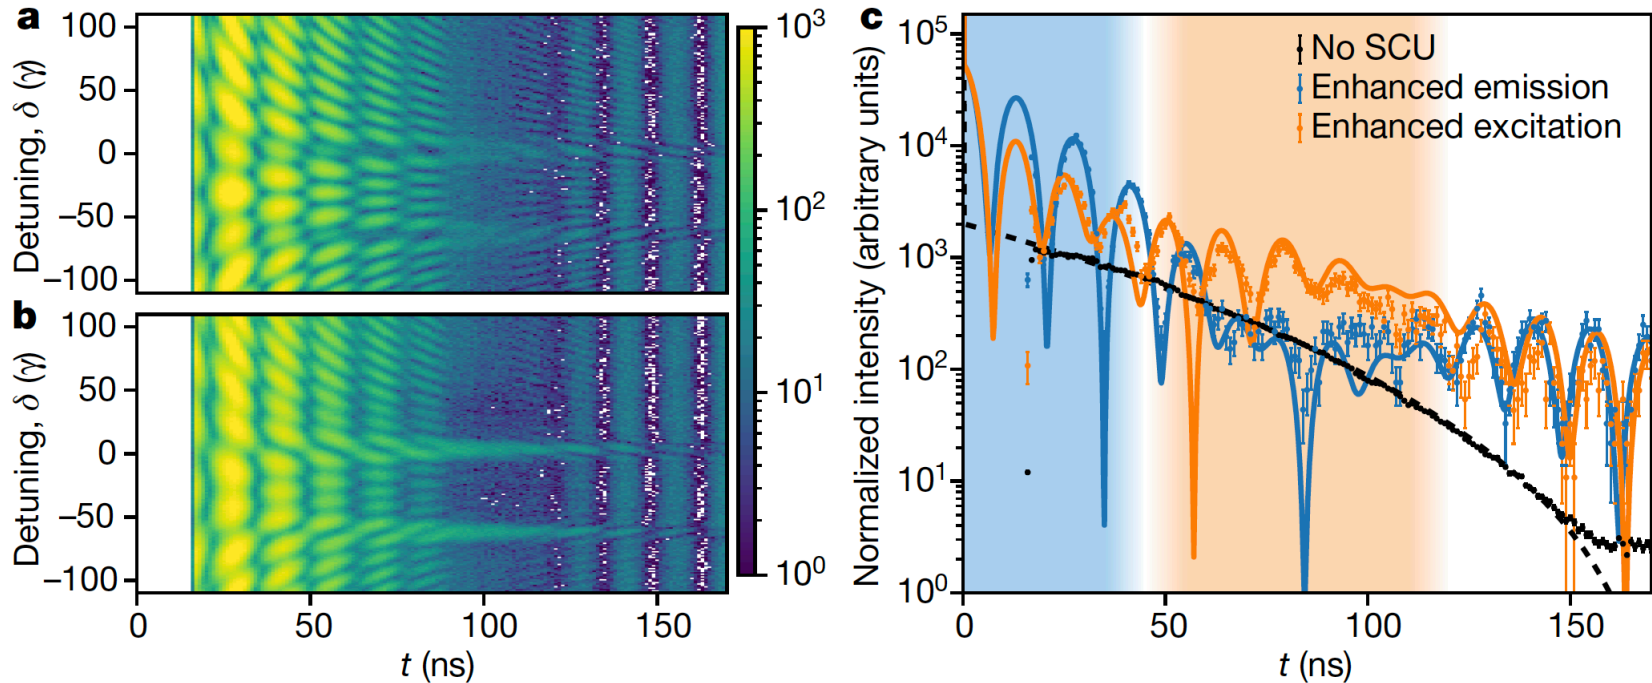 a
Detuning, δ (γ)
100
50
0
−50
−100
b
Detuning, δ (γ)
100
50
0
−50
−100
0
50
100
150
t (ns)
10³
10²
10¹
10⁰
c
Normalized intensity (arbitrary units)
10⁵
10⁴
10³
10²
10¹
10⁰
No SCU
Enhanced emission
Enhanced excitation
0
50
100
150
t (ns)